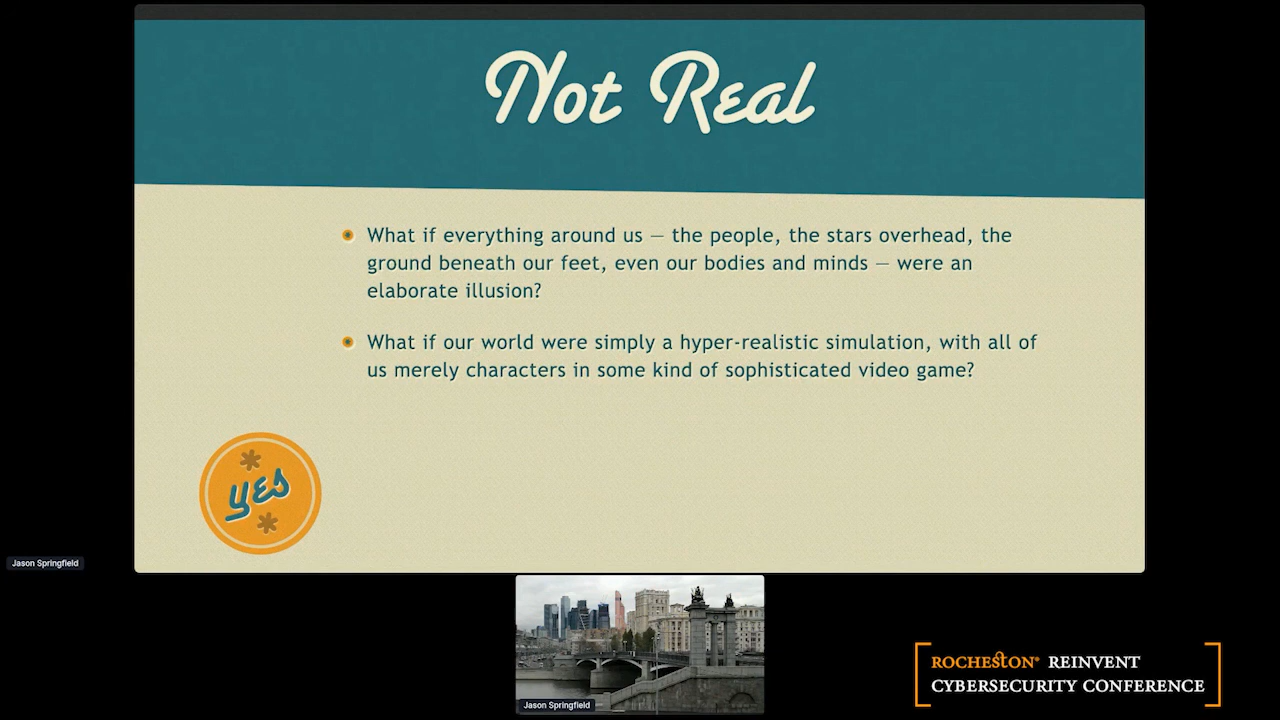 Not Real
What if everything around us — the people, the stars overhead, the
ground beneath our feet, even our bodies and minds — were an
elaborate illusion?
What if our world were simply a hyper-realistic simulation, with all of
us merely characters in some kind of sophisticated video game?
yes
Jason Springfield
Jason Springfield
ROCHESTON® REINVENT
CYBERSECURITY CONFERENCE